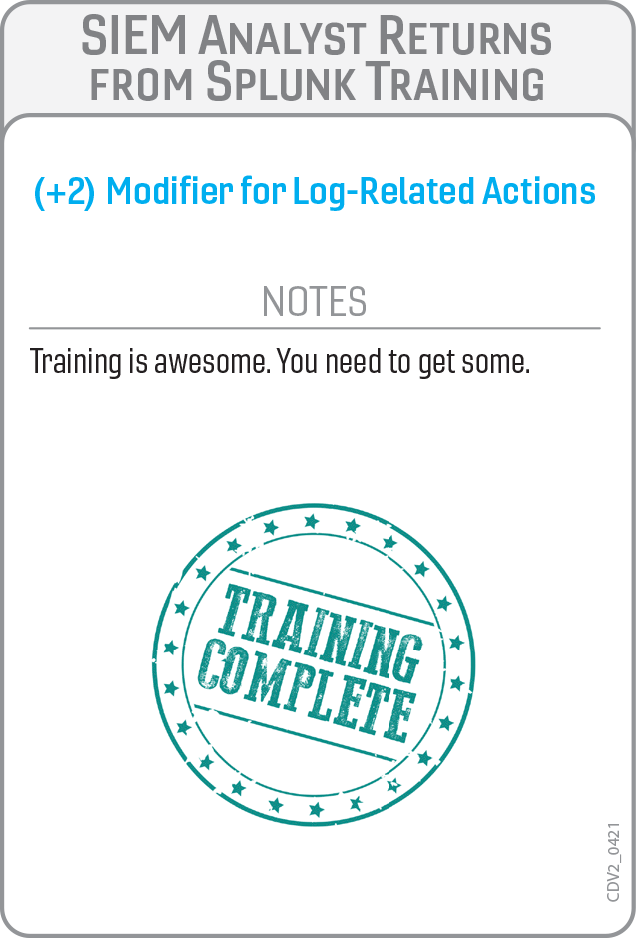 SIEM ANALYST RETURNS
FROM SPLUNK TRAINING
(+2) Modifier for Log-Related Actions
NOTES
Training is awesome. You need to get some.
TRAINING
COMPLETE
CDV2_0421